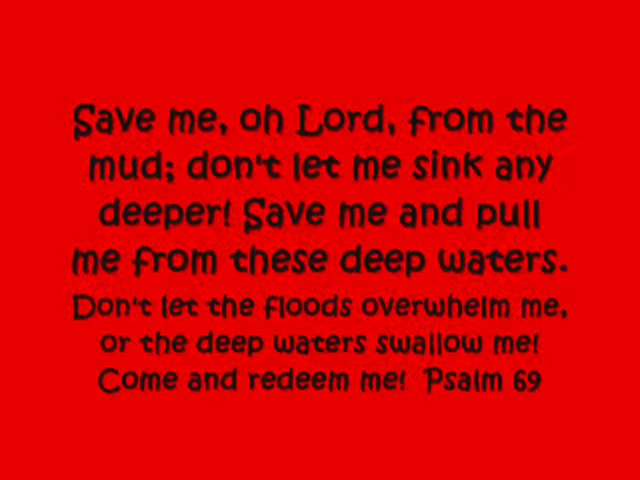 Save me, oh Lord, from the
mud; don't let me sink any
deeper! Save me and pull
me from these deep waters.
Don't let the floods overwhelm me,
or the deep waters swallow me!
Come and redeem me! Psalm 69